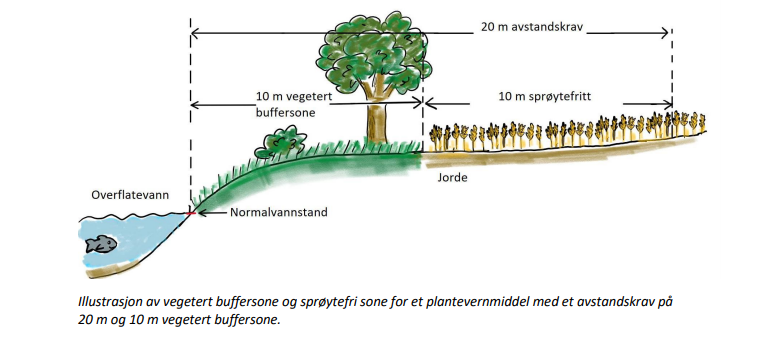 20 m avstandskrav
10 m vegetert
buffersone
10 m sprøytefritt
Jorde
Overflatevann
Normalvannstand
Illustrasjon av vegetert buffersone og sprøytefri sone for et plantevernmiddel med et avstandskrav på
20 m og 10 m vegetert buffersone.